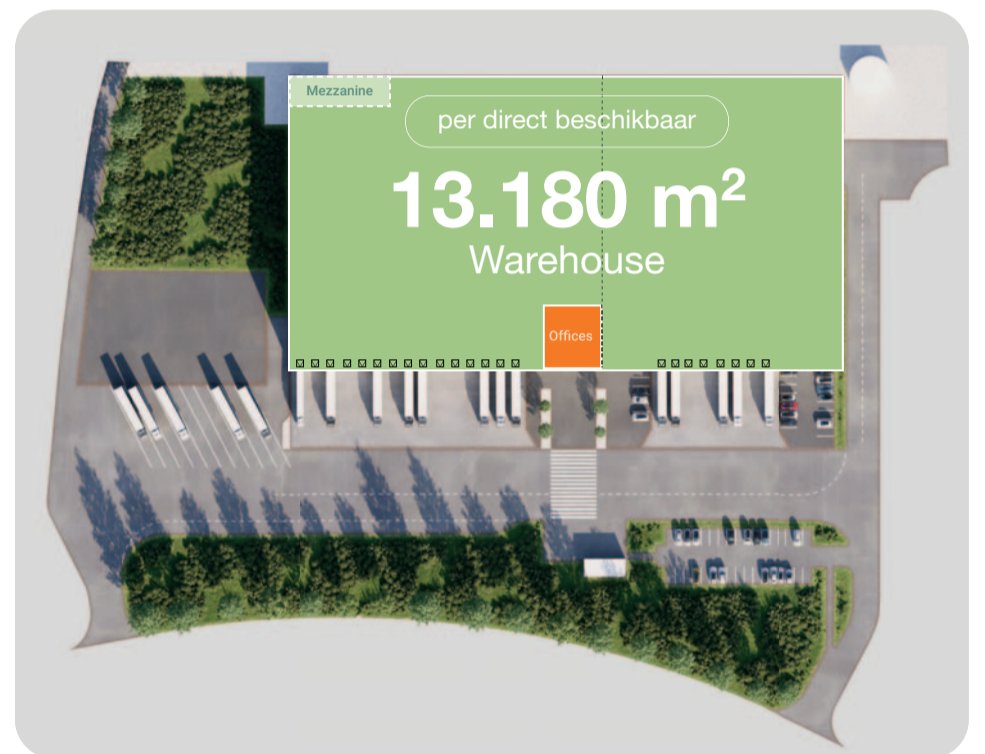 Mezzanine
per direct beschikbaar
13.180 m²
Warehouse
Offices